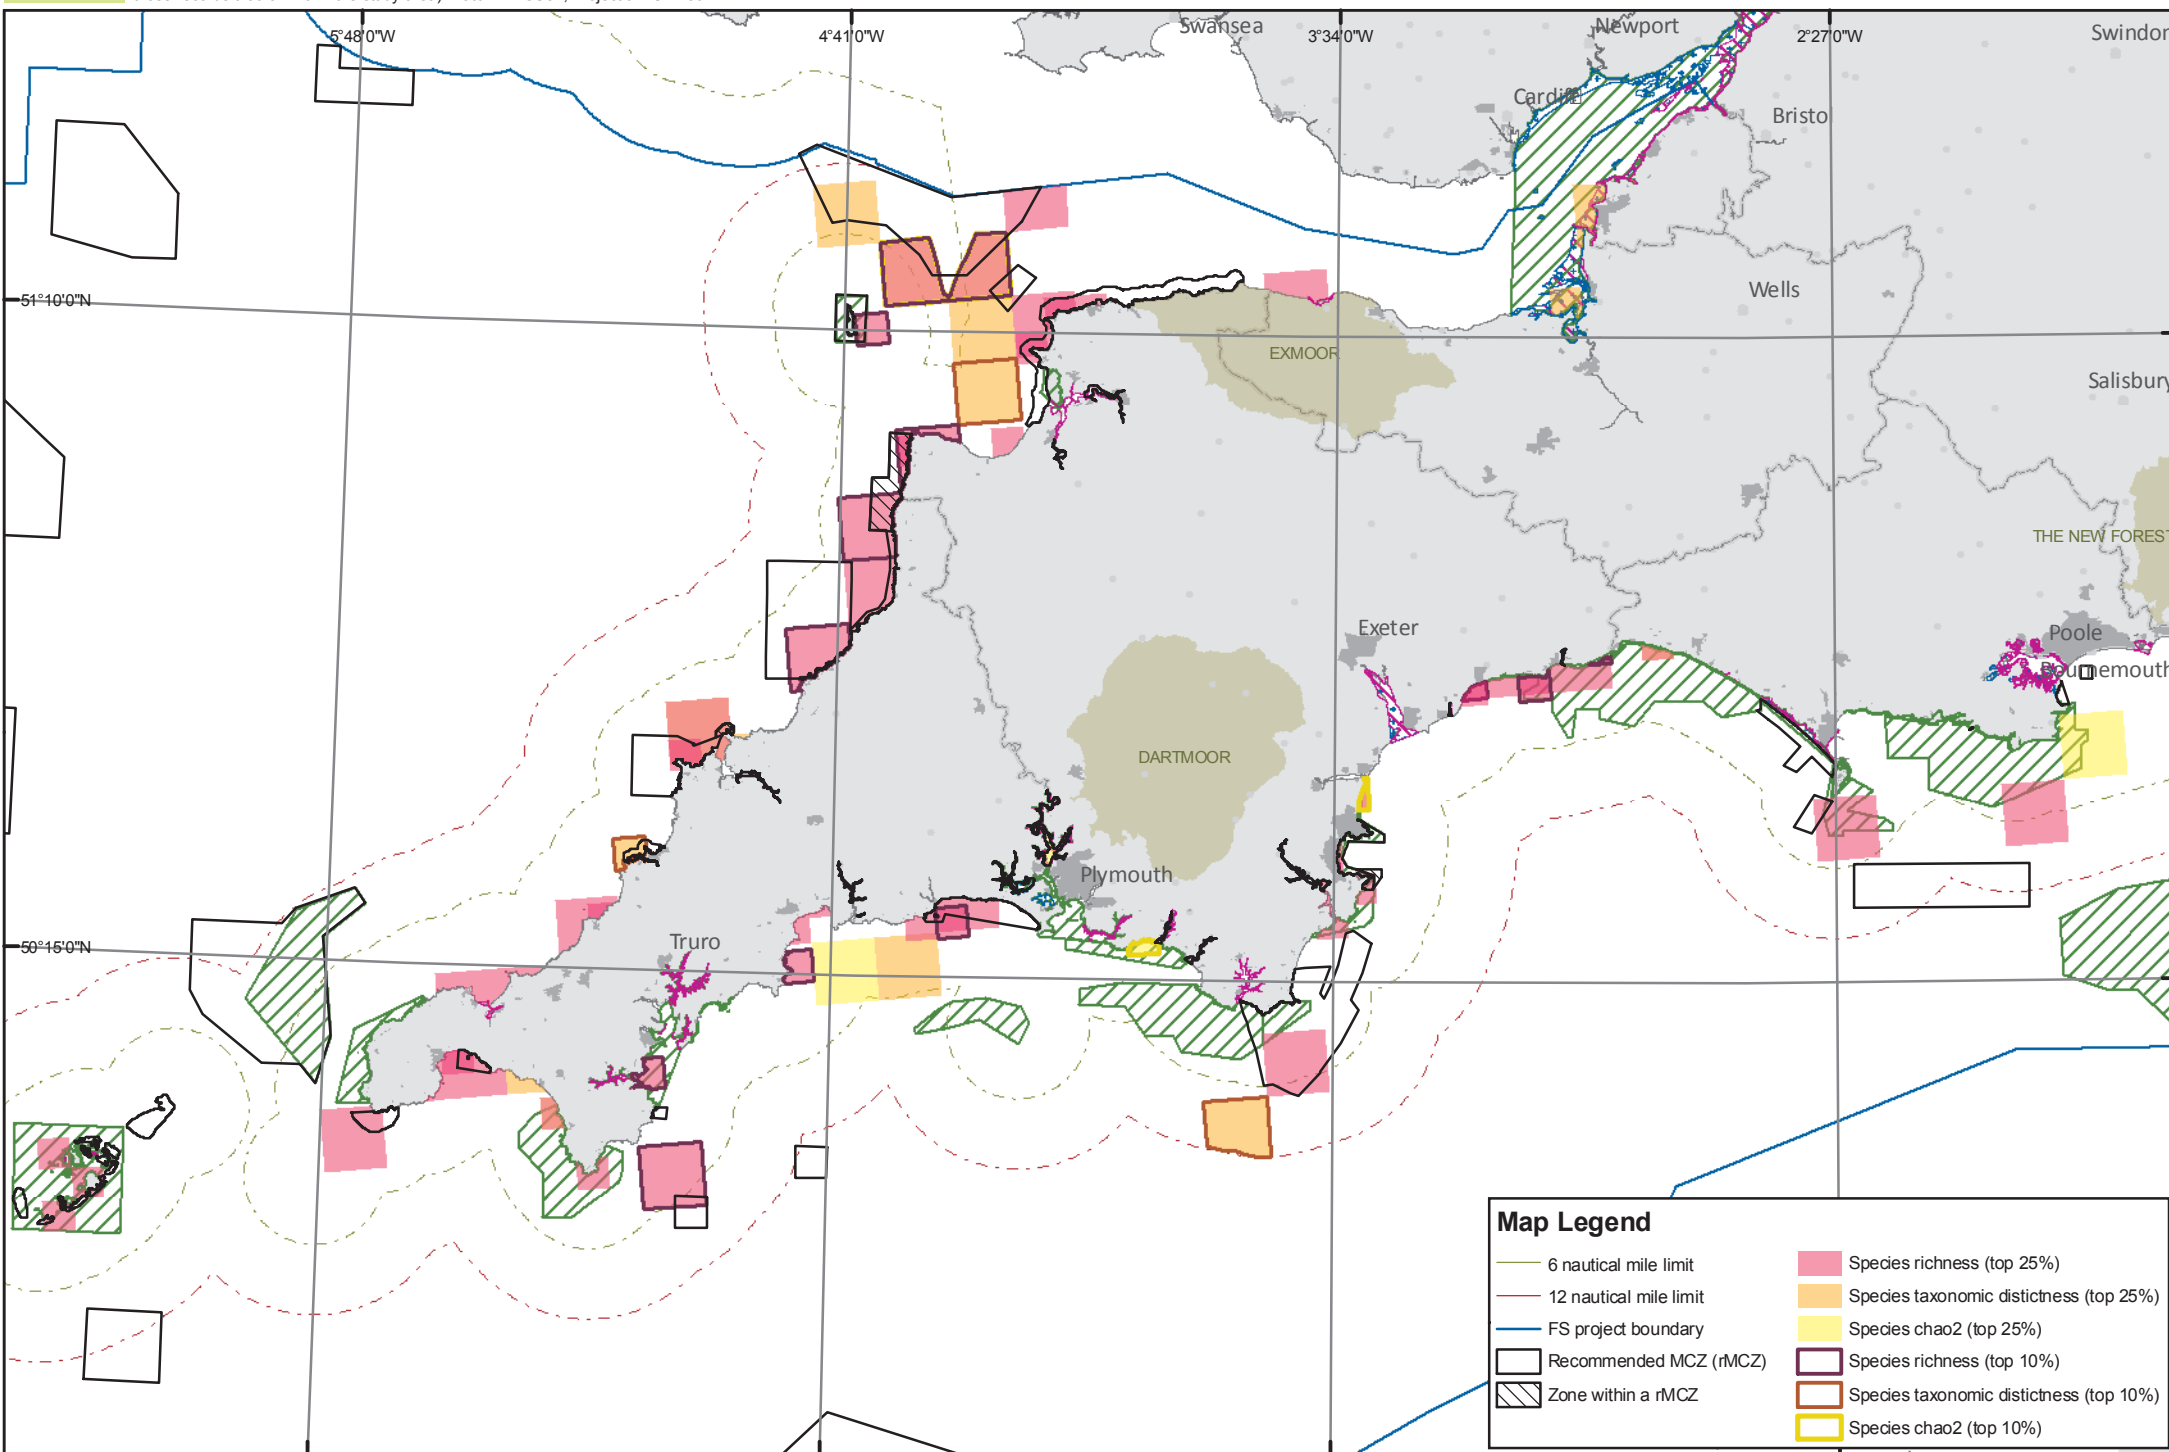 5°48'0"W
4°41'0"W
Swansea
3°34'0"W
Newport
2°27'0"W
Swindon
Cardiff
Bristo
51°10'0"N
Wells
EXMOOR
Salisbury
THE NEW FOREST
Exeter
Poole
Bournemouth
DARTMOOR
Plymouth
50°15'0"N
Truro
Map Legend
6 nautical mile limit
12 nautical mile limit
FS project boundary
Recommended MCZ (rMCZ)
Zone within a rMCZ
Species richness (top 25%)
Species taxonomic distictness (top 25%)
Species chao2 (top 25%)
Species richness (top 10%)
Species taxonomic distictness (top 10%)
Species chao2 (top 10%)